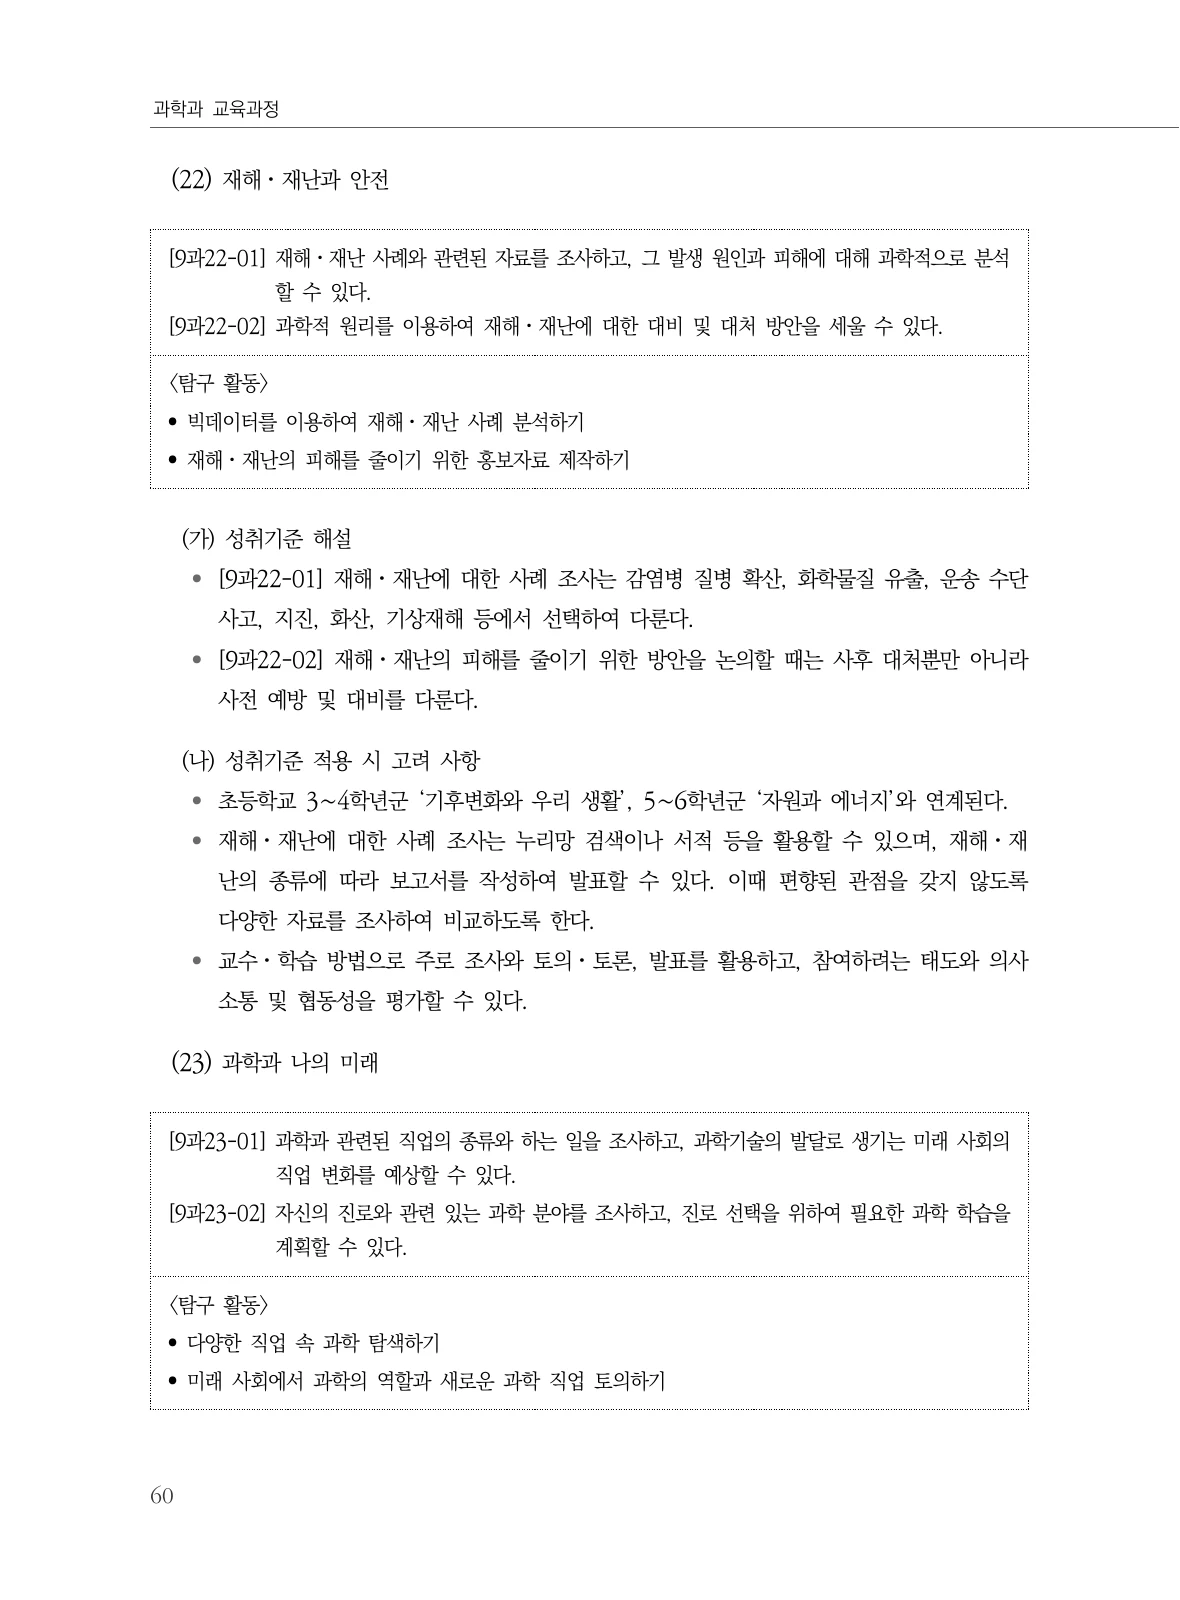 과학과 교육과정
(22) 재해・재난과 안전
[9과22-01] 재해・재난 사례와 관련된 자료를 조사하고, 그 발생 원인과 피해에 대해 과학적으로 분석
할 수 있다.
[9과22-02] 과학적 원리를 이용하여 재해・재난에 대한 대비 및 대처 방안을 세울 수 있다.
〈탐구 활동〉
• 빅데이터를 이용하여 재해・재난 사례 분석하기
• 재해・재난의 피해를 줄이기 위한 홍보자료 제작하기
(가) 성취기준 해설
• [9과22-01] 재해・재난에 대한 사례 조사는 감염병 질병 확산, 화학물질 유출, 운송 수단
사고, 지진, 화산, 기상재해 등에서 선택하여 다룬다.
• [9과22-02] 재해・재난의 피해를 줄이기 위한 방안을 논의할 때는 사후 대처뿐만 아니라
사전 예방 및 대비를 다룬다.
(나) 성취기준 적용 시 고려 사항
• 초등학교 3~4학년군 ‘기후변화와 우리 생활’, 5~6학년군 ‘자원과 에너지’와 연계된다.
• 재해・재난에 대한 사례 조사는 누리망 검색이나 서적 등을 활용할 수 있으며, 재해・재
난의 종류에 따라 보고서를 작성하여 발표할 수 있다. 이때 편향된 관점을 갖지 않도록
다양한 자료를 조사하여 비교하도록 한다.
• 교수・학습 방법으로 주로 조사와 토의・토론, 발표를 활용하고, 참여하려는 태도와 의사
소통 및 협동성을 평가할 수 있다.
(23) 과학과 나의 미래
[9과23-01] 과학과 관련된 직업의 종류와 하는 일을 조사하고, 과학기술의 발달로 생기는 미래 사회의
직업 변화를 예상할 수 있다.
[9과23-02] 자신의 진로와 관련 있는 과학 분야를 조사하고, 진로 선택을 위하여 필요한 과학 학습을
계획할 수 있다.
〈탐구 활동〉
• 다양한 직업 속 과학 탐색하기
• 미래 사회에서 과학의 역할과 새로운 과학 직업 토의하기
60